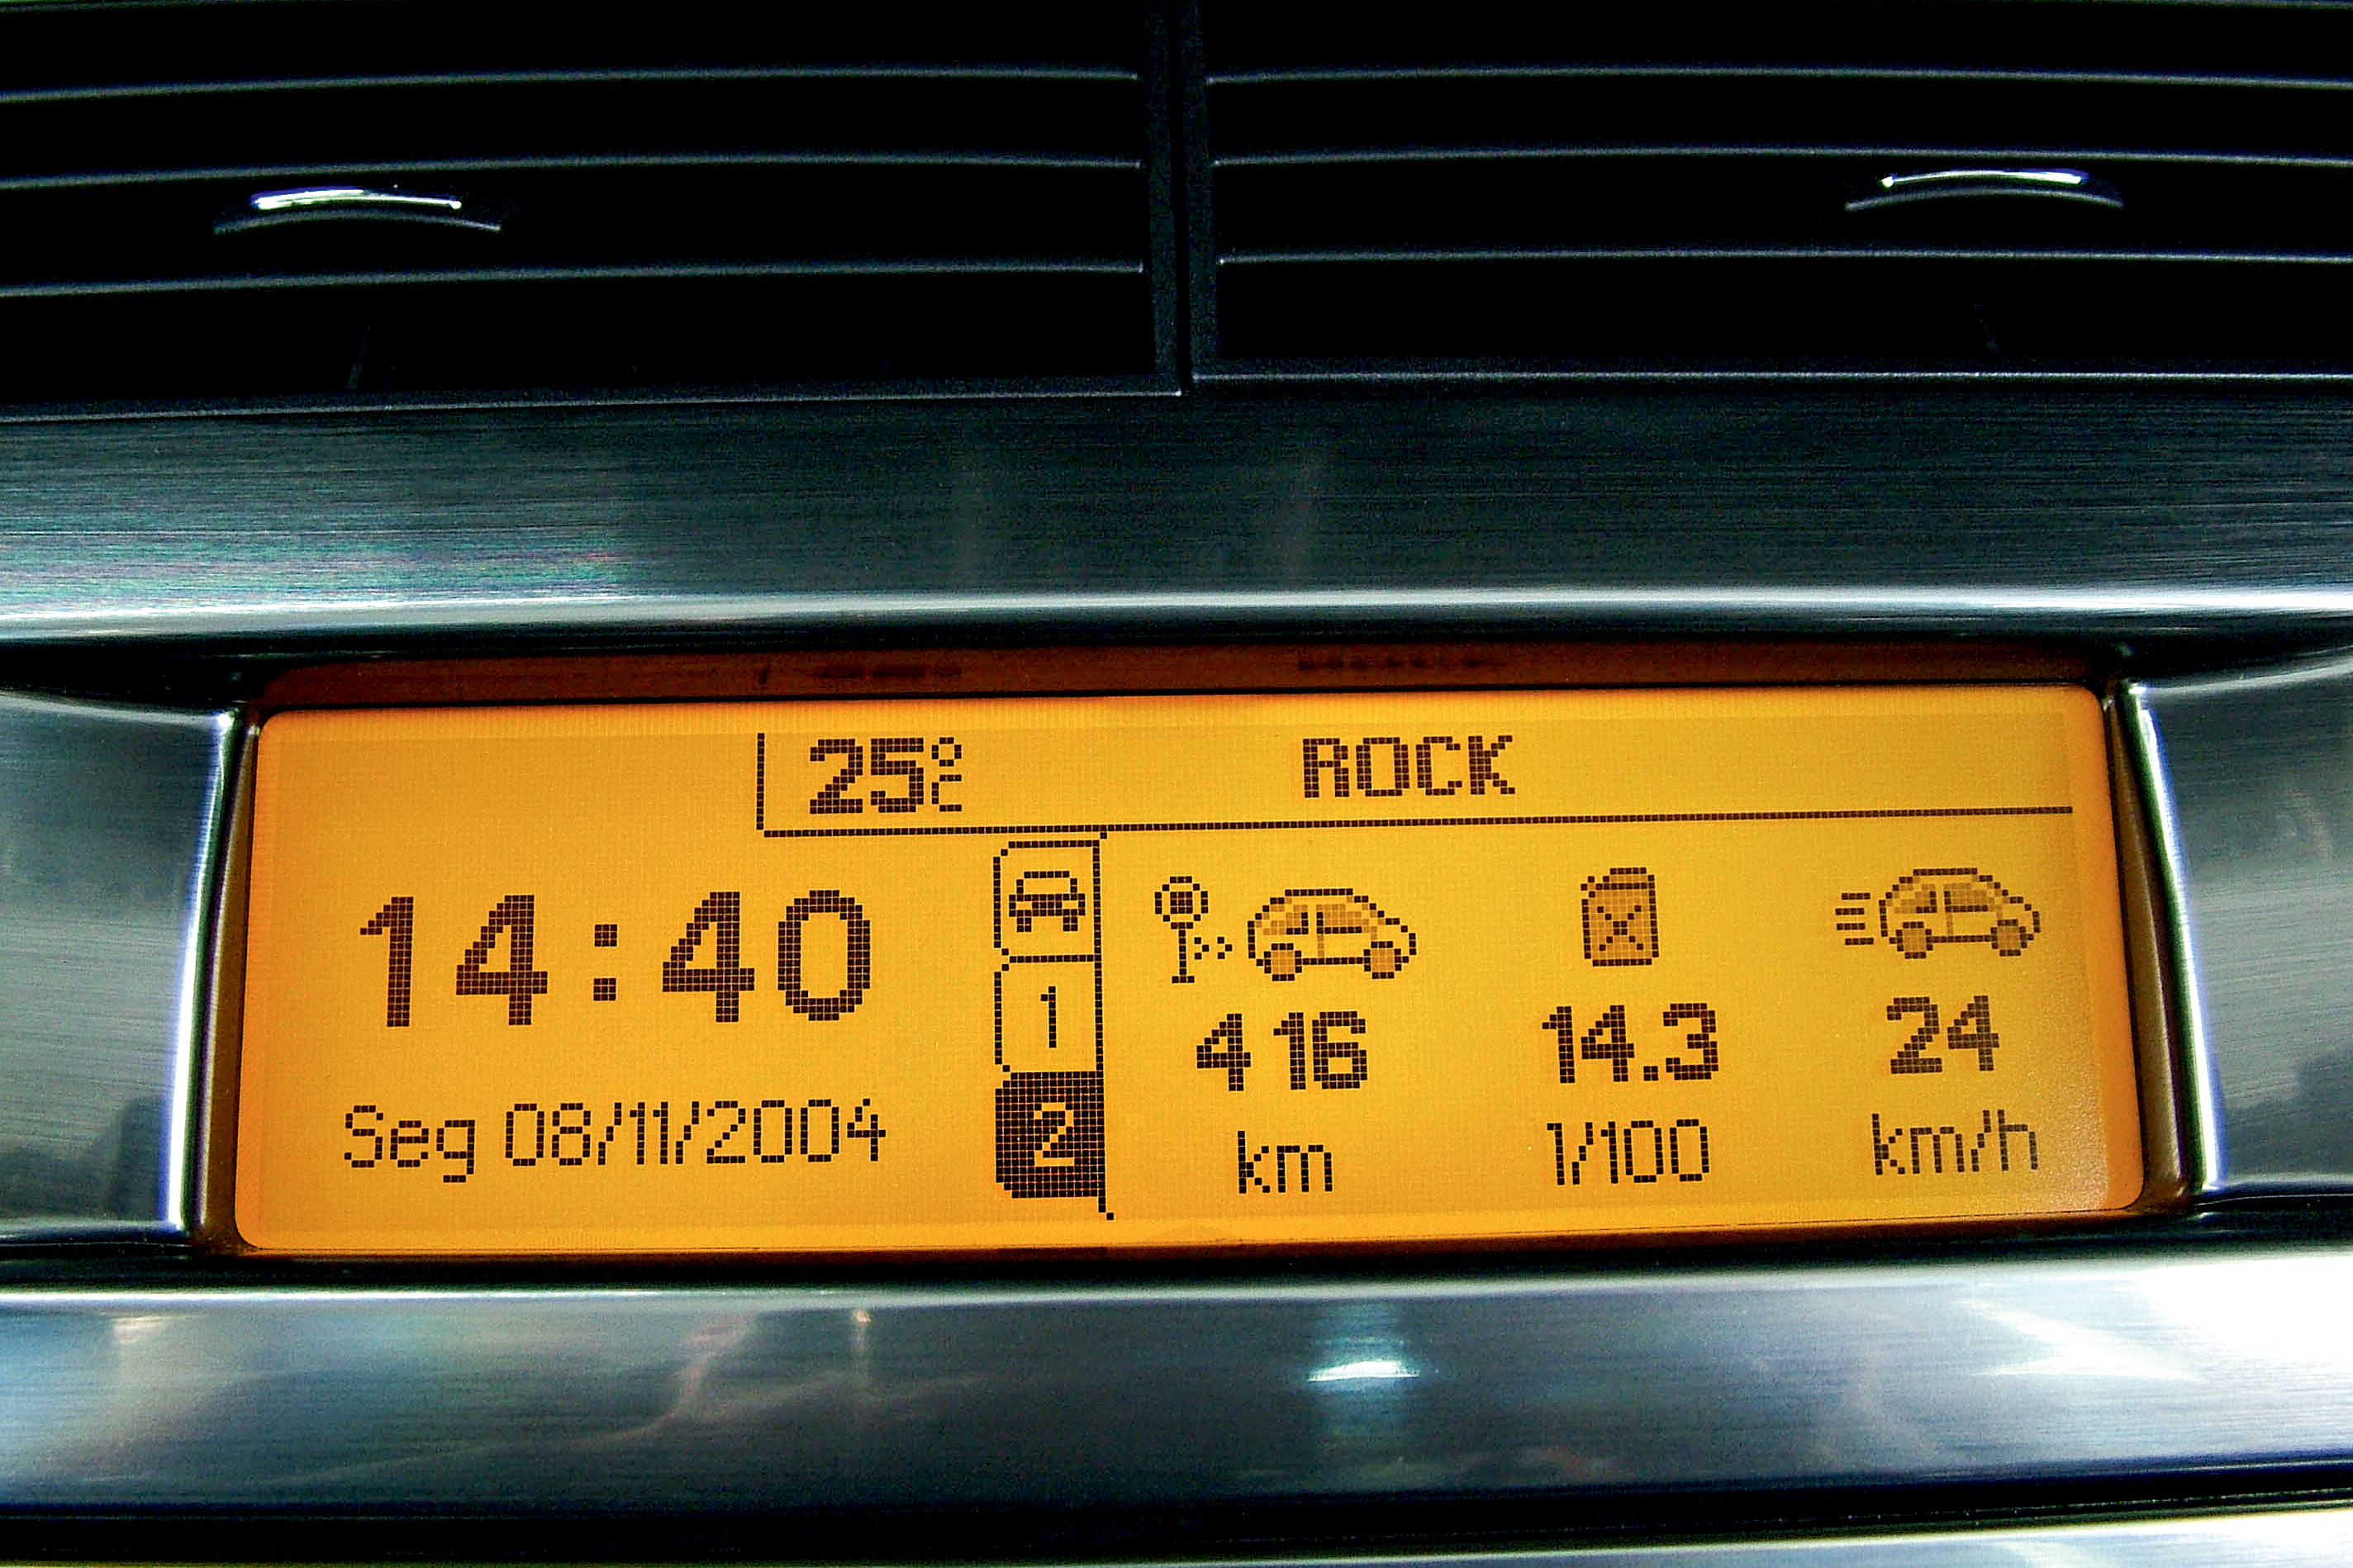 25°C ROCK
14:40
Seg 08/11/2004
1
2
416 14.3 24
km l/100 km/h